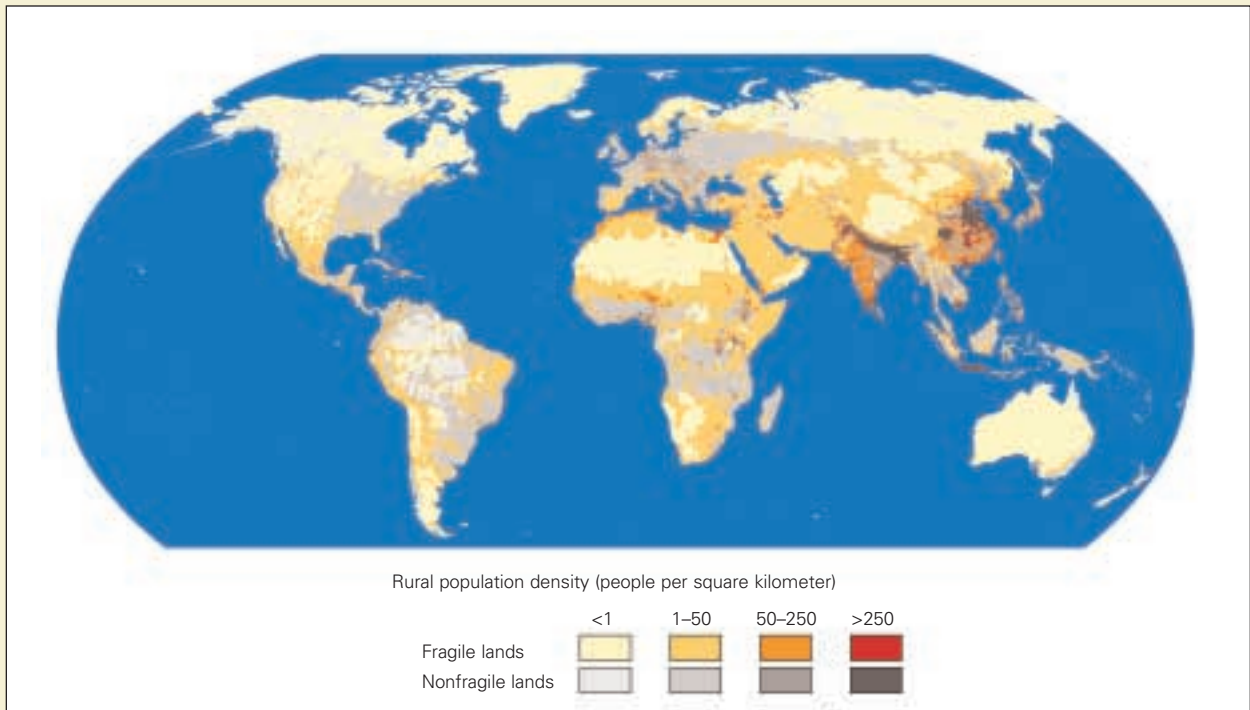 Rural population density (people per square kilometer)
<1 1–50 50–250 >250
Fragile lands
Nonfragile lands